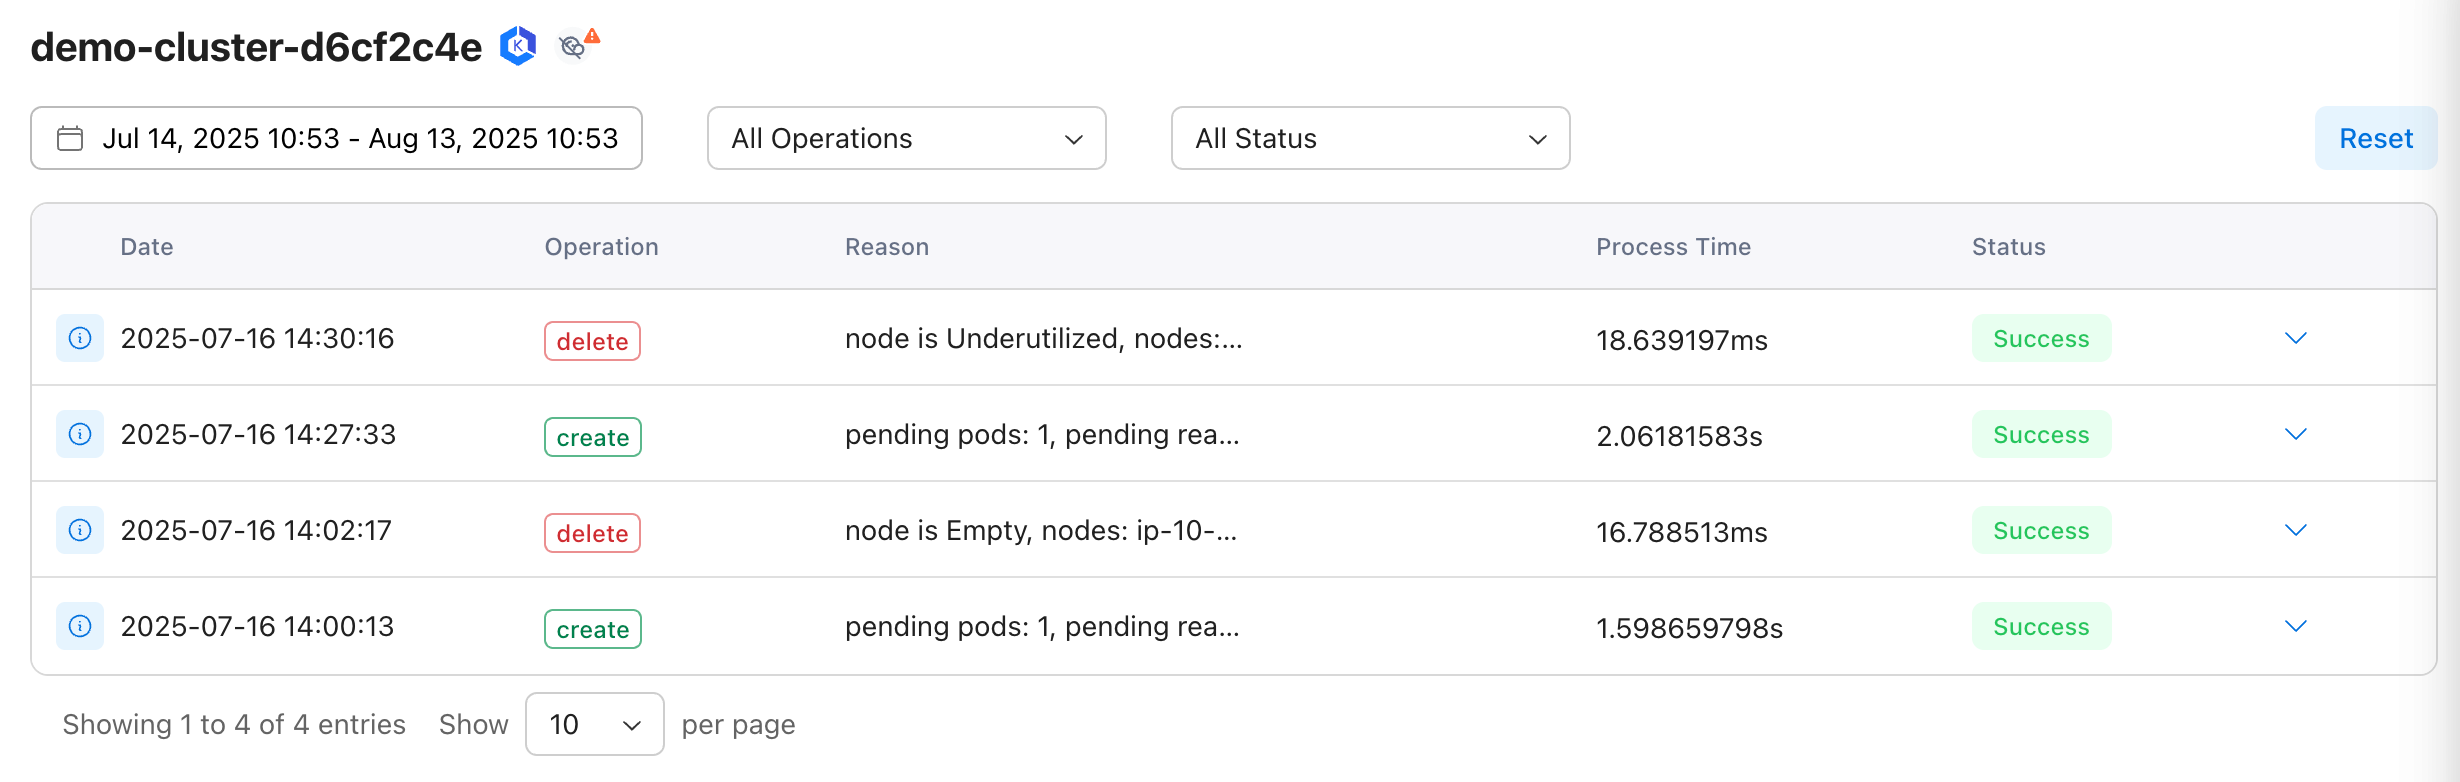 demo-cluster-d6cf2c4e
Jul 14, 2025 10:53 - Aug 13, 2025 10:53 All Operations All Status Reset
Date Operation Reason Process Time Status
2025-07-16 14:30:16 delete node is Underutilized, nodes:... 18.639197ms Success
2025-07-16 14:27:33 create pending pods: 1, pending rea... 2.06181583s Success
2025-07-16 14:02:17 delete node is Empty, nodes: ip-10-... 16.788513ms Success
2025-07-16 14:00:13 create pending pods: 1, pending rea... 1.598659798s Success
Showing 1 to 4 of 4 entries Show 10 per page